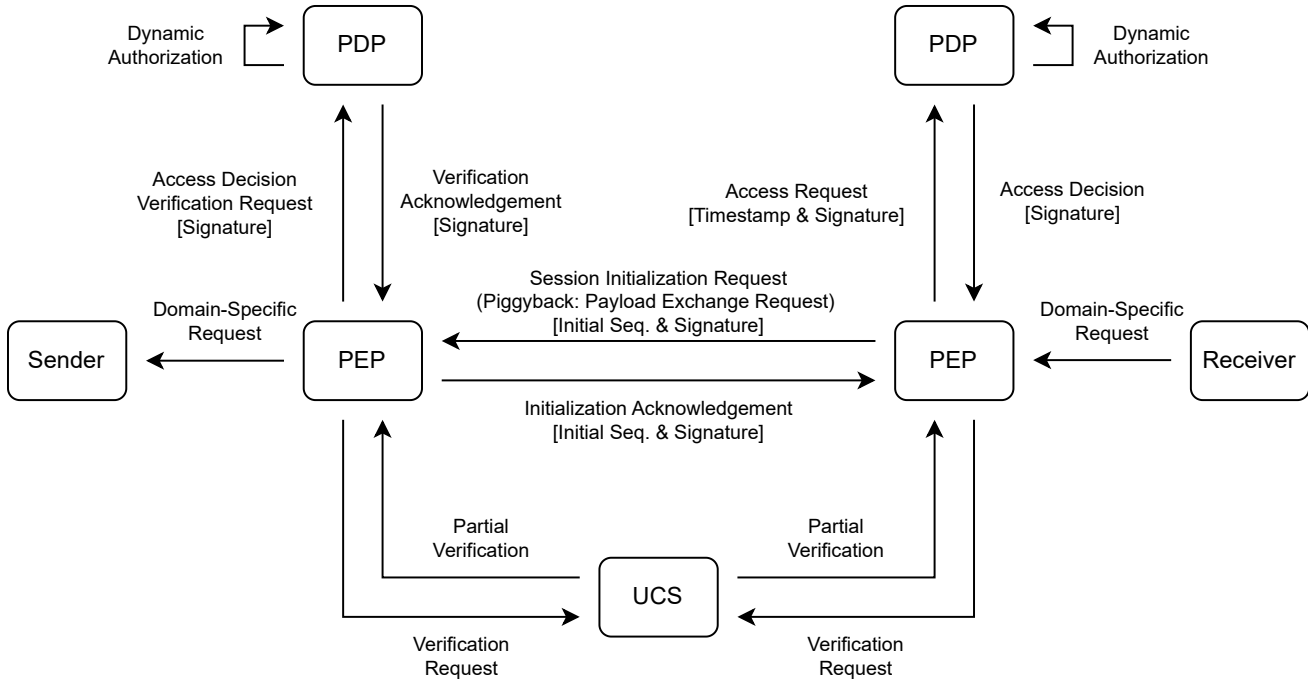 Dynamic
Authorization
PDP
PDP
Dynamic
Authorization
Access Decision
Verification Request
[Signature]
Verification
Acknowledgement
[Signature]
Access Request
[Timestamp & Signature]
Access Decision
[Signature]
Session Initialization Request
(Piggyback: Payload Exchange Request)
[Initial Seq. & Signature]
Domain-Specific
Request
Domain-Specific
Request
Sender
PEP
PEP
Receiver
Initialization Acknowledgement
[Initial Seq. & Signature]
Partial
Verification
Partial
Verification
UCS
Verification
Request
Verification
Request